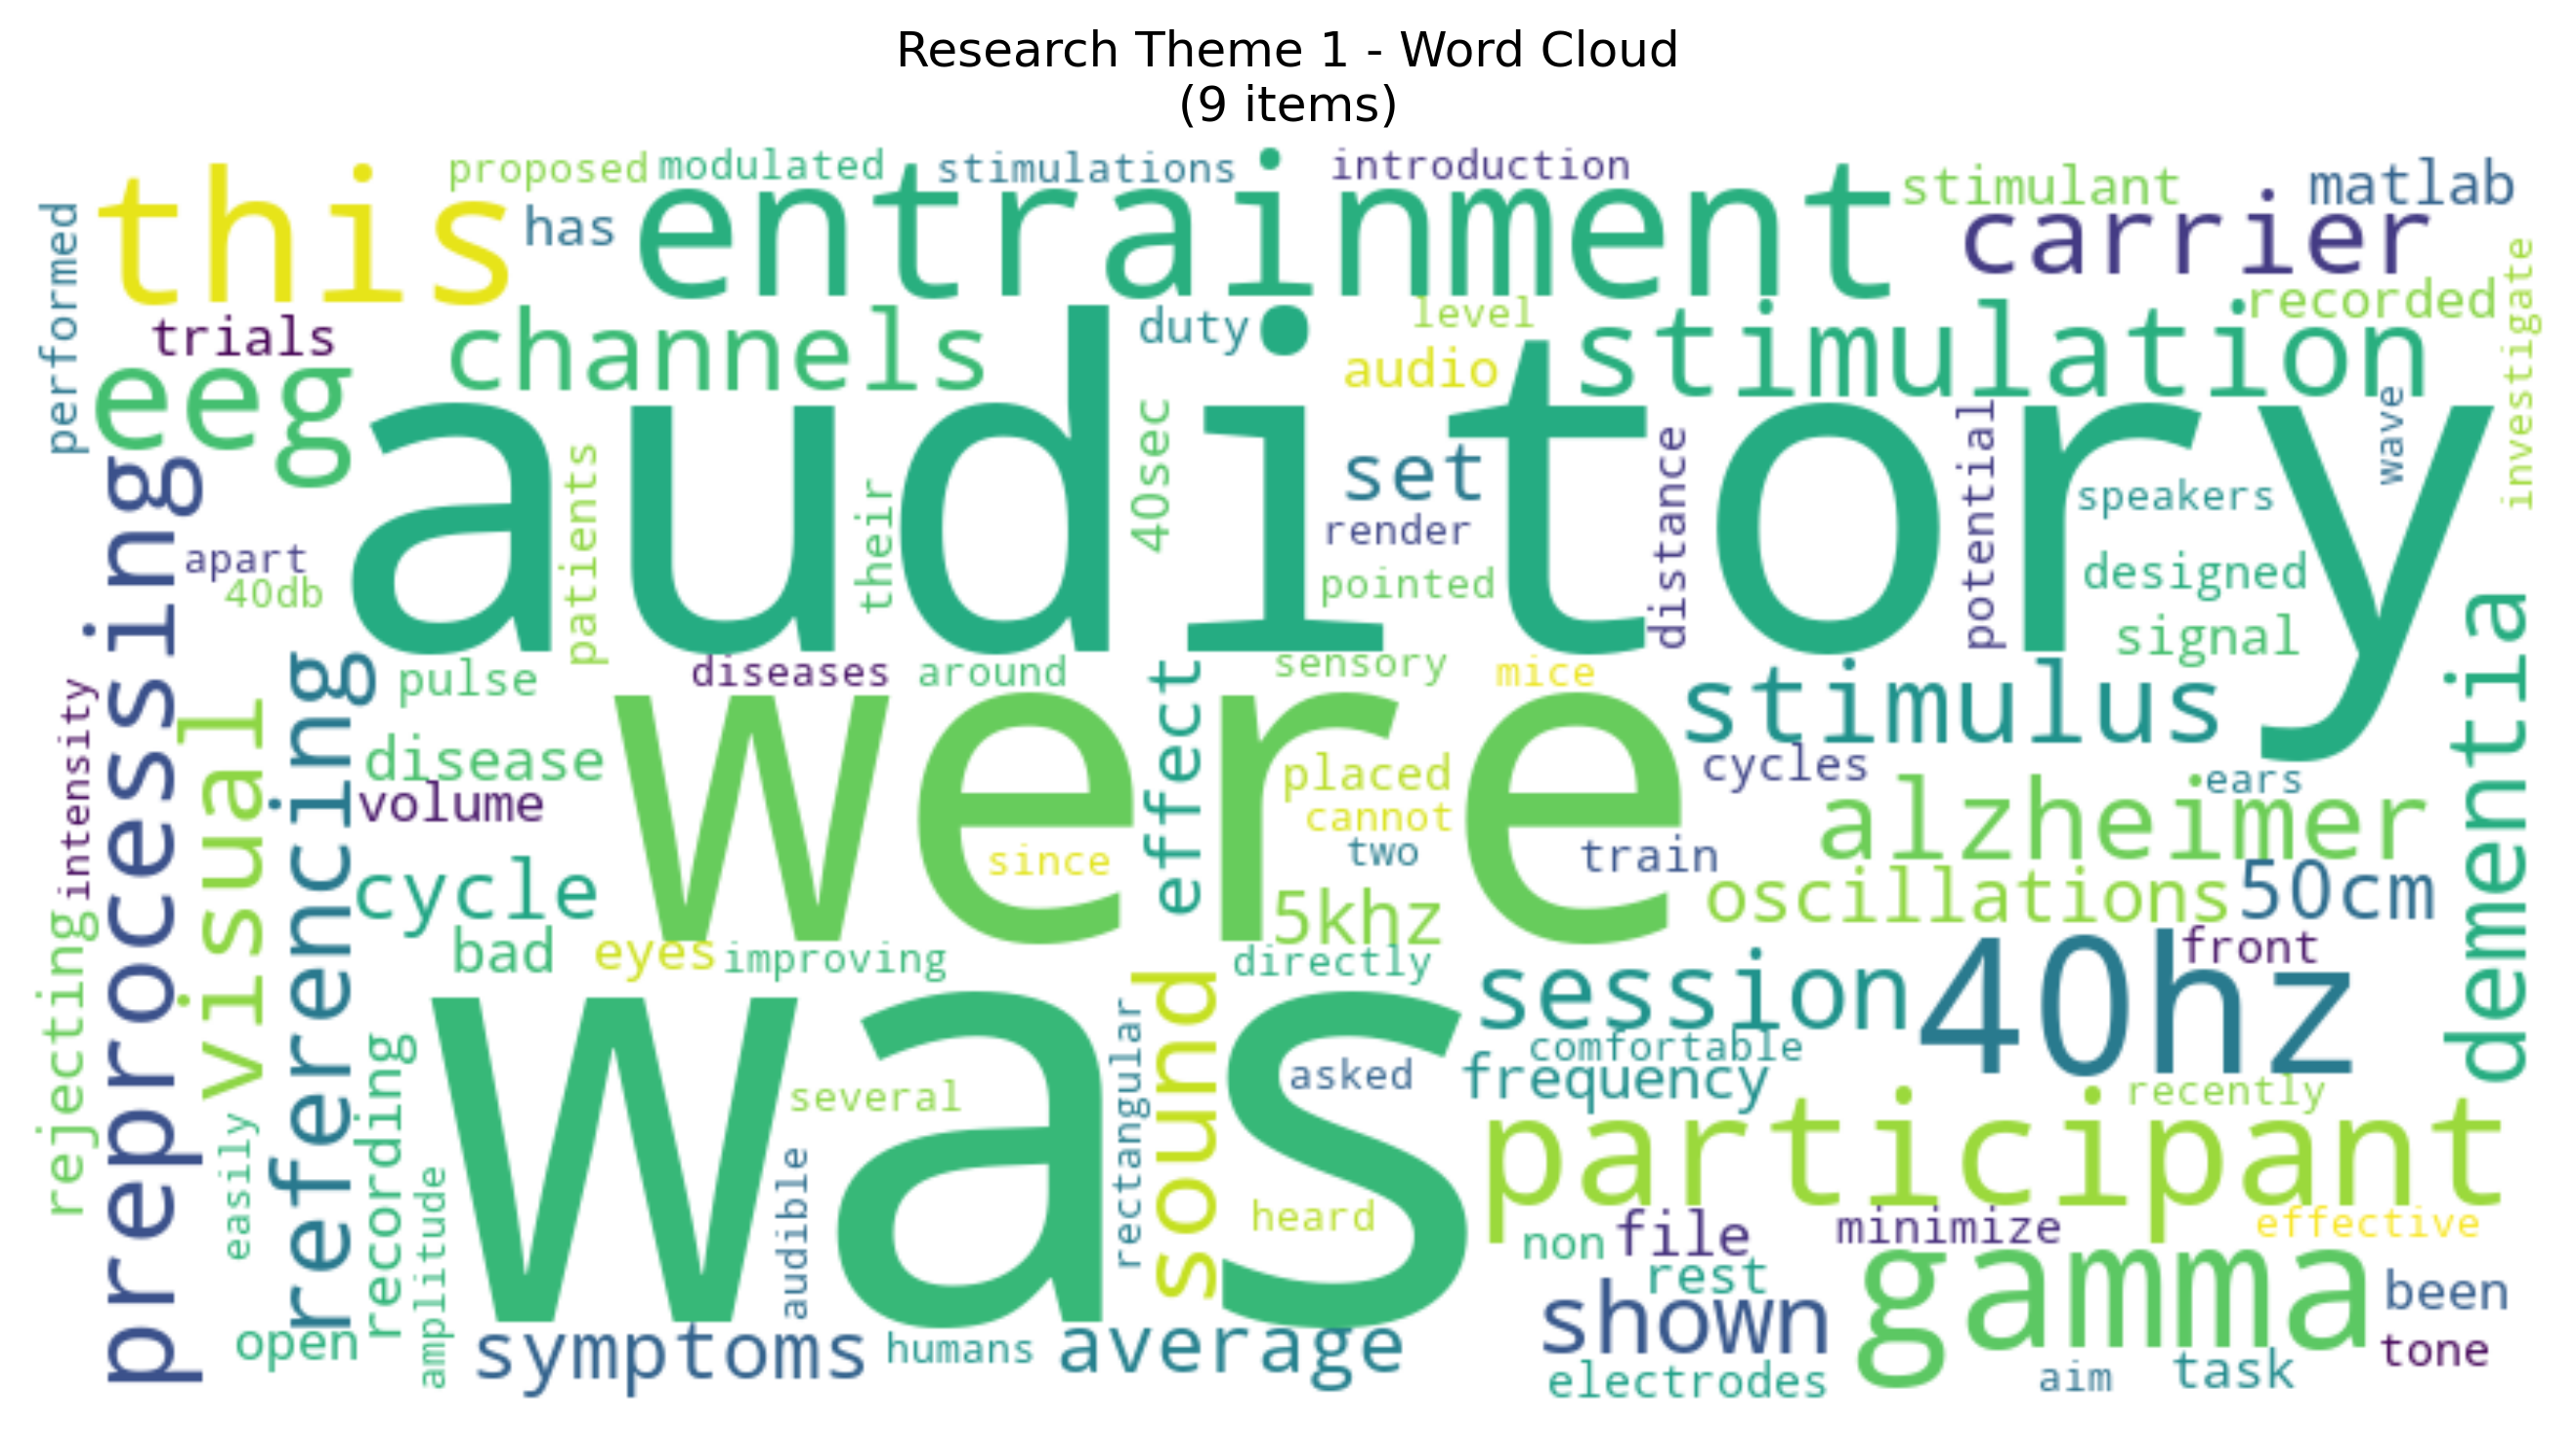 Research Theme 1 - Word Cloud
(9 items)
proposed
modulated
stimulations
introduction
stimulant
matlab
this
has
entrainment
carrier
performed
investigate
recorded
trials
channels
duty
level
audio
stimulation
eeg
auditory
wave
40sec
set
distance
potential
speakers
preprocessing
patients
their
render
apart
40db
pointed
designed
signal
dementia
pulse
diseases
around
sensory
mice
stimulus
intensity
visual
referencing
disease
were
effect
placed
cycles
ears
volume
cannot
alzheimer
since
two
train
cycle
5khz
oscillations
50cm
rejecting
bad
eyes
improving
directly
front
session
40hz
was
sound
rectangular
asked
comfortable
frequency
recording
several
recently
easily
participant
amplitude
audible
heard
non
file
minimize
effective
rest
gamma
shown
been
open
symptoms
humans
average
tone
electrodes
aim
task